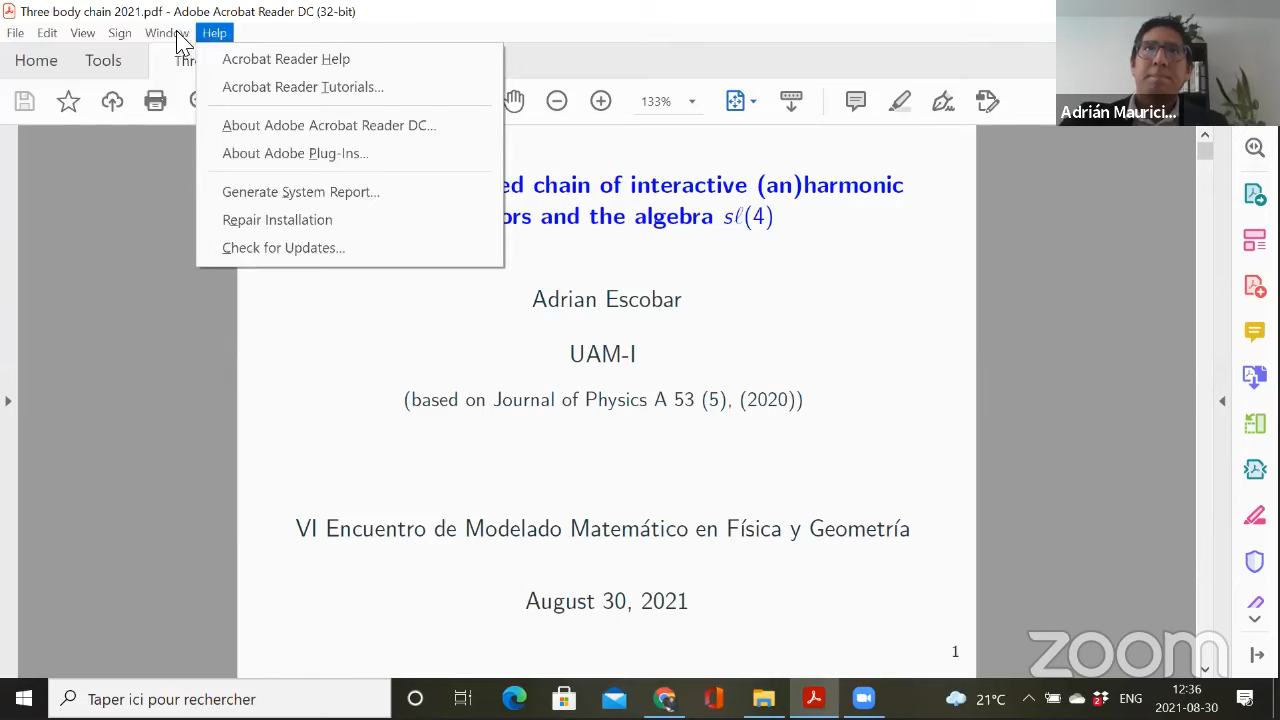 Three body chain 2021.pdf - Adobe Acrobat Reader DC (32-bit)
File Edit View Sign Window Help
Home Tools
Acrobat Reader Help
Acrobat Reader Tutorials...
About Adobe Acrobat Reader DC...
About Adobe Plug-Ins...
Generate System Report...
Repair Installation
Check for Updates...
133%
Adrián Maurici...
chain of interactive (an)harmonic
and the algebra sℓ(4)
Adrian Escobar
UAM-I
(based on Journal of Physics A 53 (5), (2020))
VI Encuentro de Modelado Matemático en Física y Geometría
August 30, 2021
1
zoom
Taper ici pour rechercher
21°C
ENG
12:36
2021-08-30